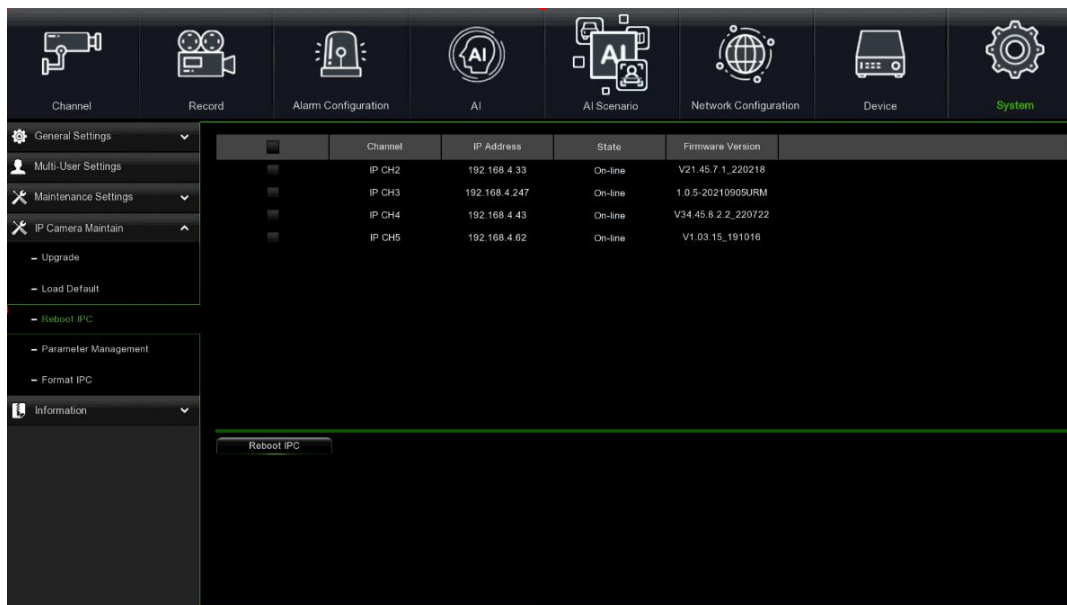 Channel Record Alarm Configuration AI AI Scenario Network Configuration Device System
General Settings
Multi-User Settings
Maintenance Settings
IP Camera Maintain
– Upgrade
– Load Default
– Reboot IPC
– Parameter Management
– Format IPC
Information
Channel IP Address State Firmware Version
IP CH2 192.168.4.33 On-line V21.45.7.1_220218
IP CH3 192.168.4.247 On-line 1.0.5-20210905URM
IP CH4 192.168.4.43 On-line V34.45.8.2.2_220722
IP CH5 192.168.4.62 On-line V1.03.15_191016
Reboot IPC